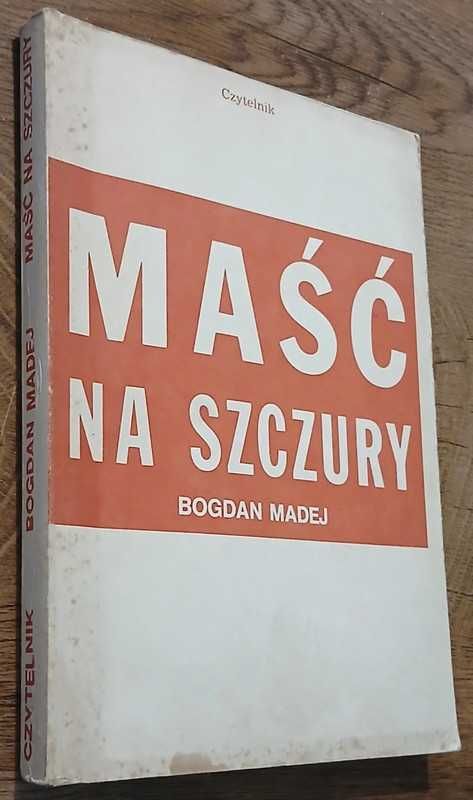 Czytelnik
MAŚĆ
NA SZCZURY
BOGDAN MADEJ
CZYTELNIK BOGDAN MADEJ MAŚĆ NA SZCZURY